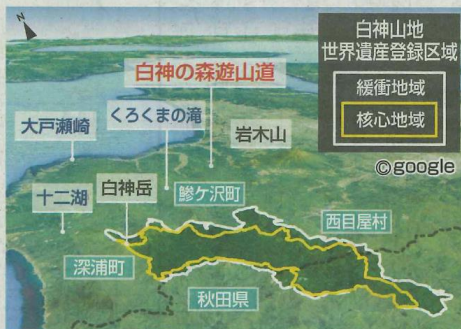 白神山地
世界遺産登録区域
緩衝地域
核心地域
©google
白神の森遊山道
くろくまの滝
岩木山
大戸瀬崎
十二湖
白神岳
鰺ケ沢町
西目屋村
深浦町
秋田県